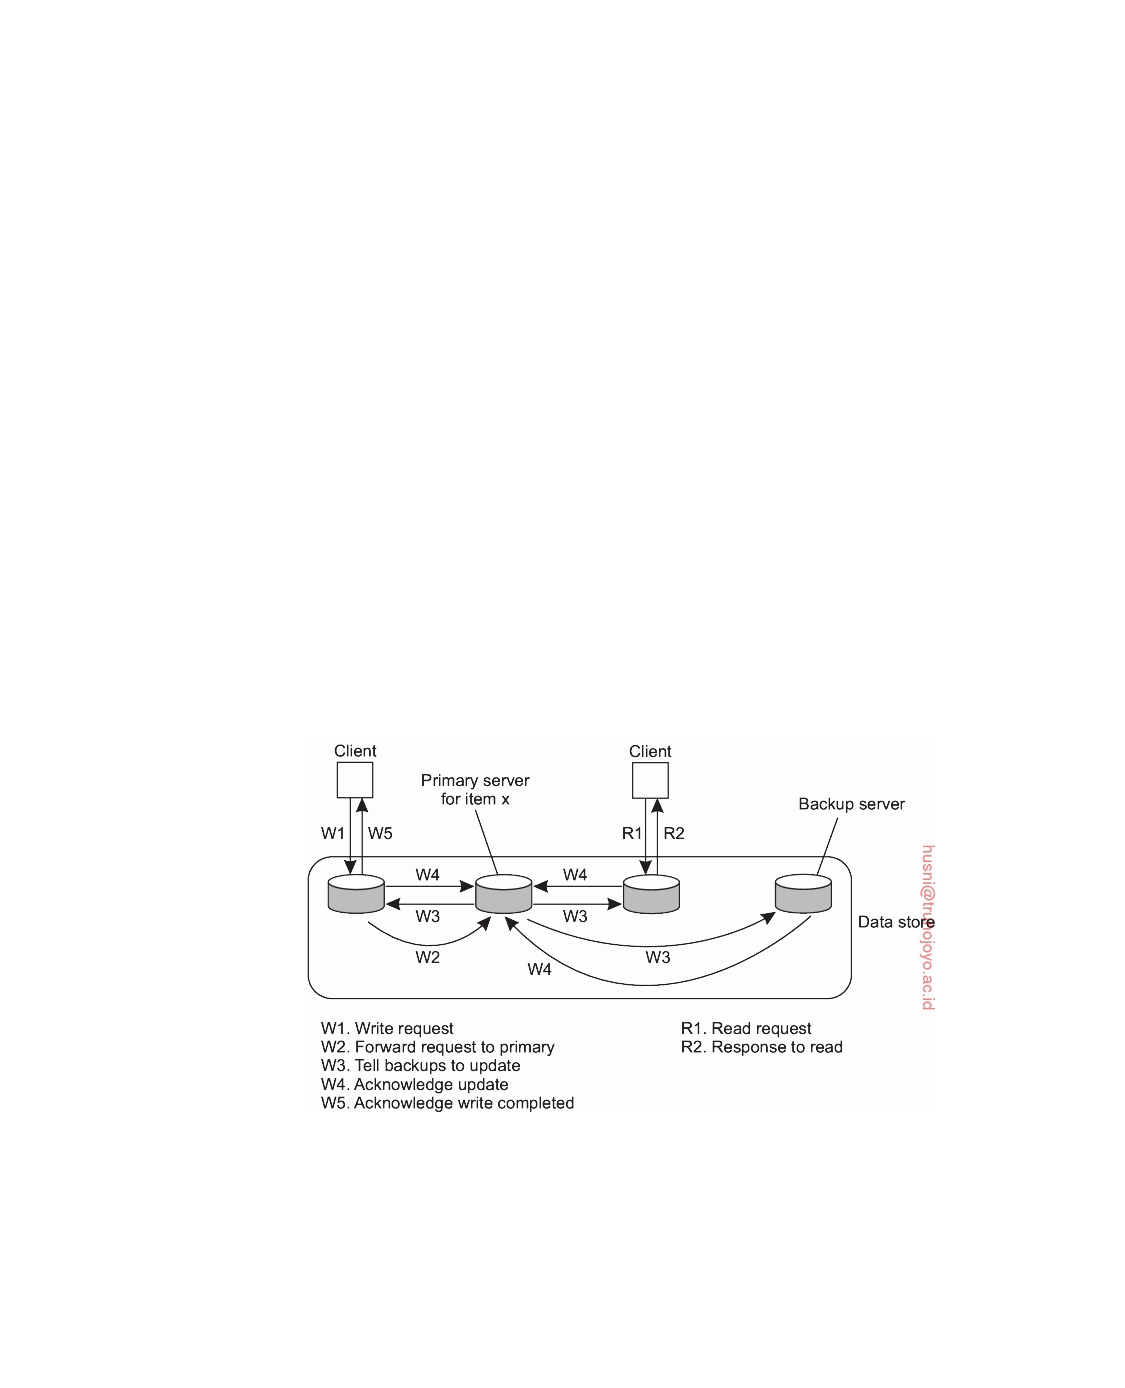 Client
Client
Primary server
for item x
Backup server
W1
W5
R1
R2
W4
W4
W3
W3
Data store
W2
W3
W4
W1. Write request
W2. Forward request to primary
W3. Tell backups to update
W4. Acknowledge update
W5. Acknowledge write completed
R1. Read request
R2. Response to read